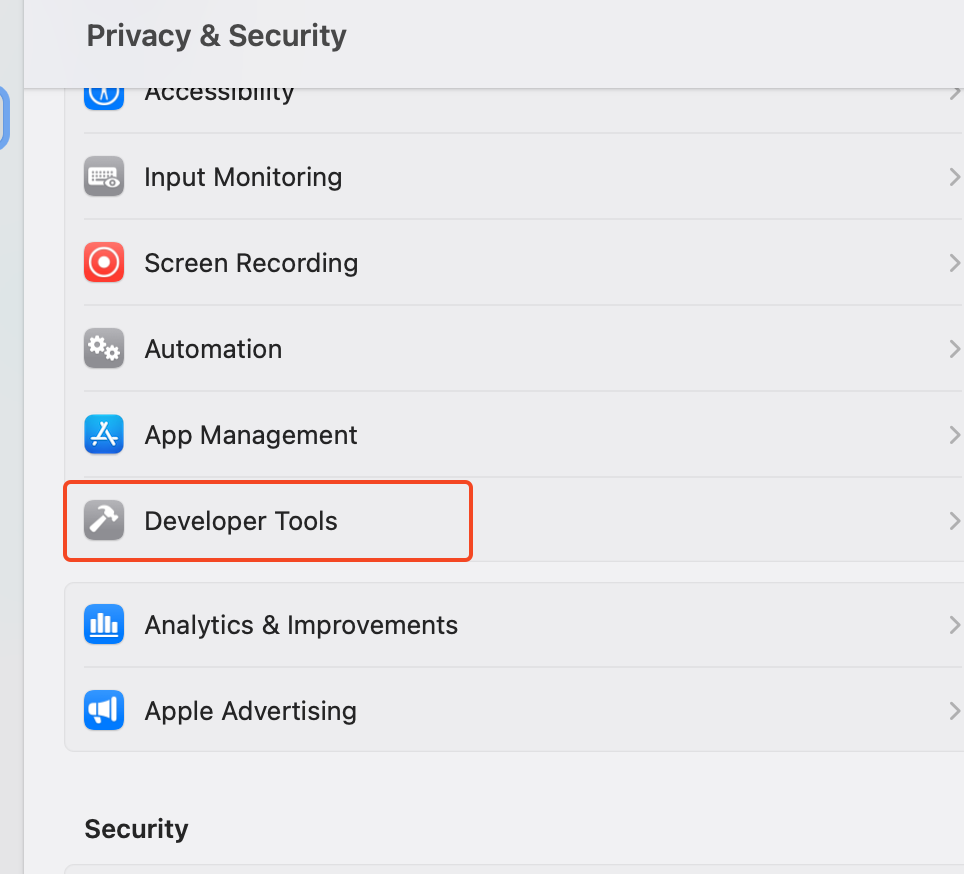 Privacy & Security
Accessibility
Input Monitoring
Screen Recording
Automation
App Management
Developer Tools
Analytics & Improvements
Apple Advertising
Security